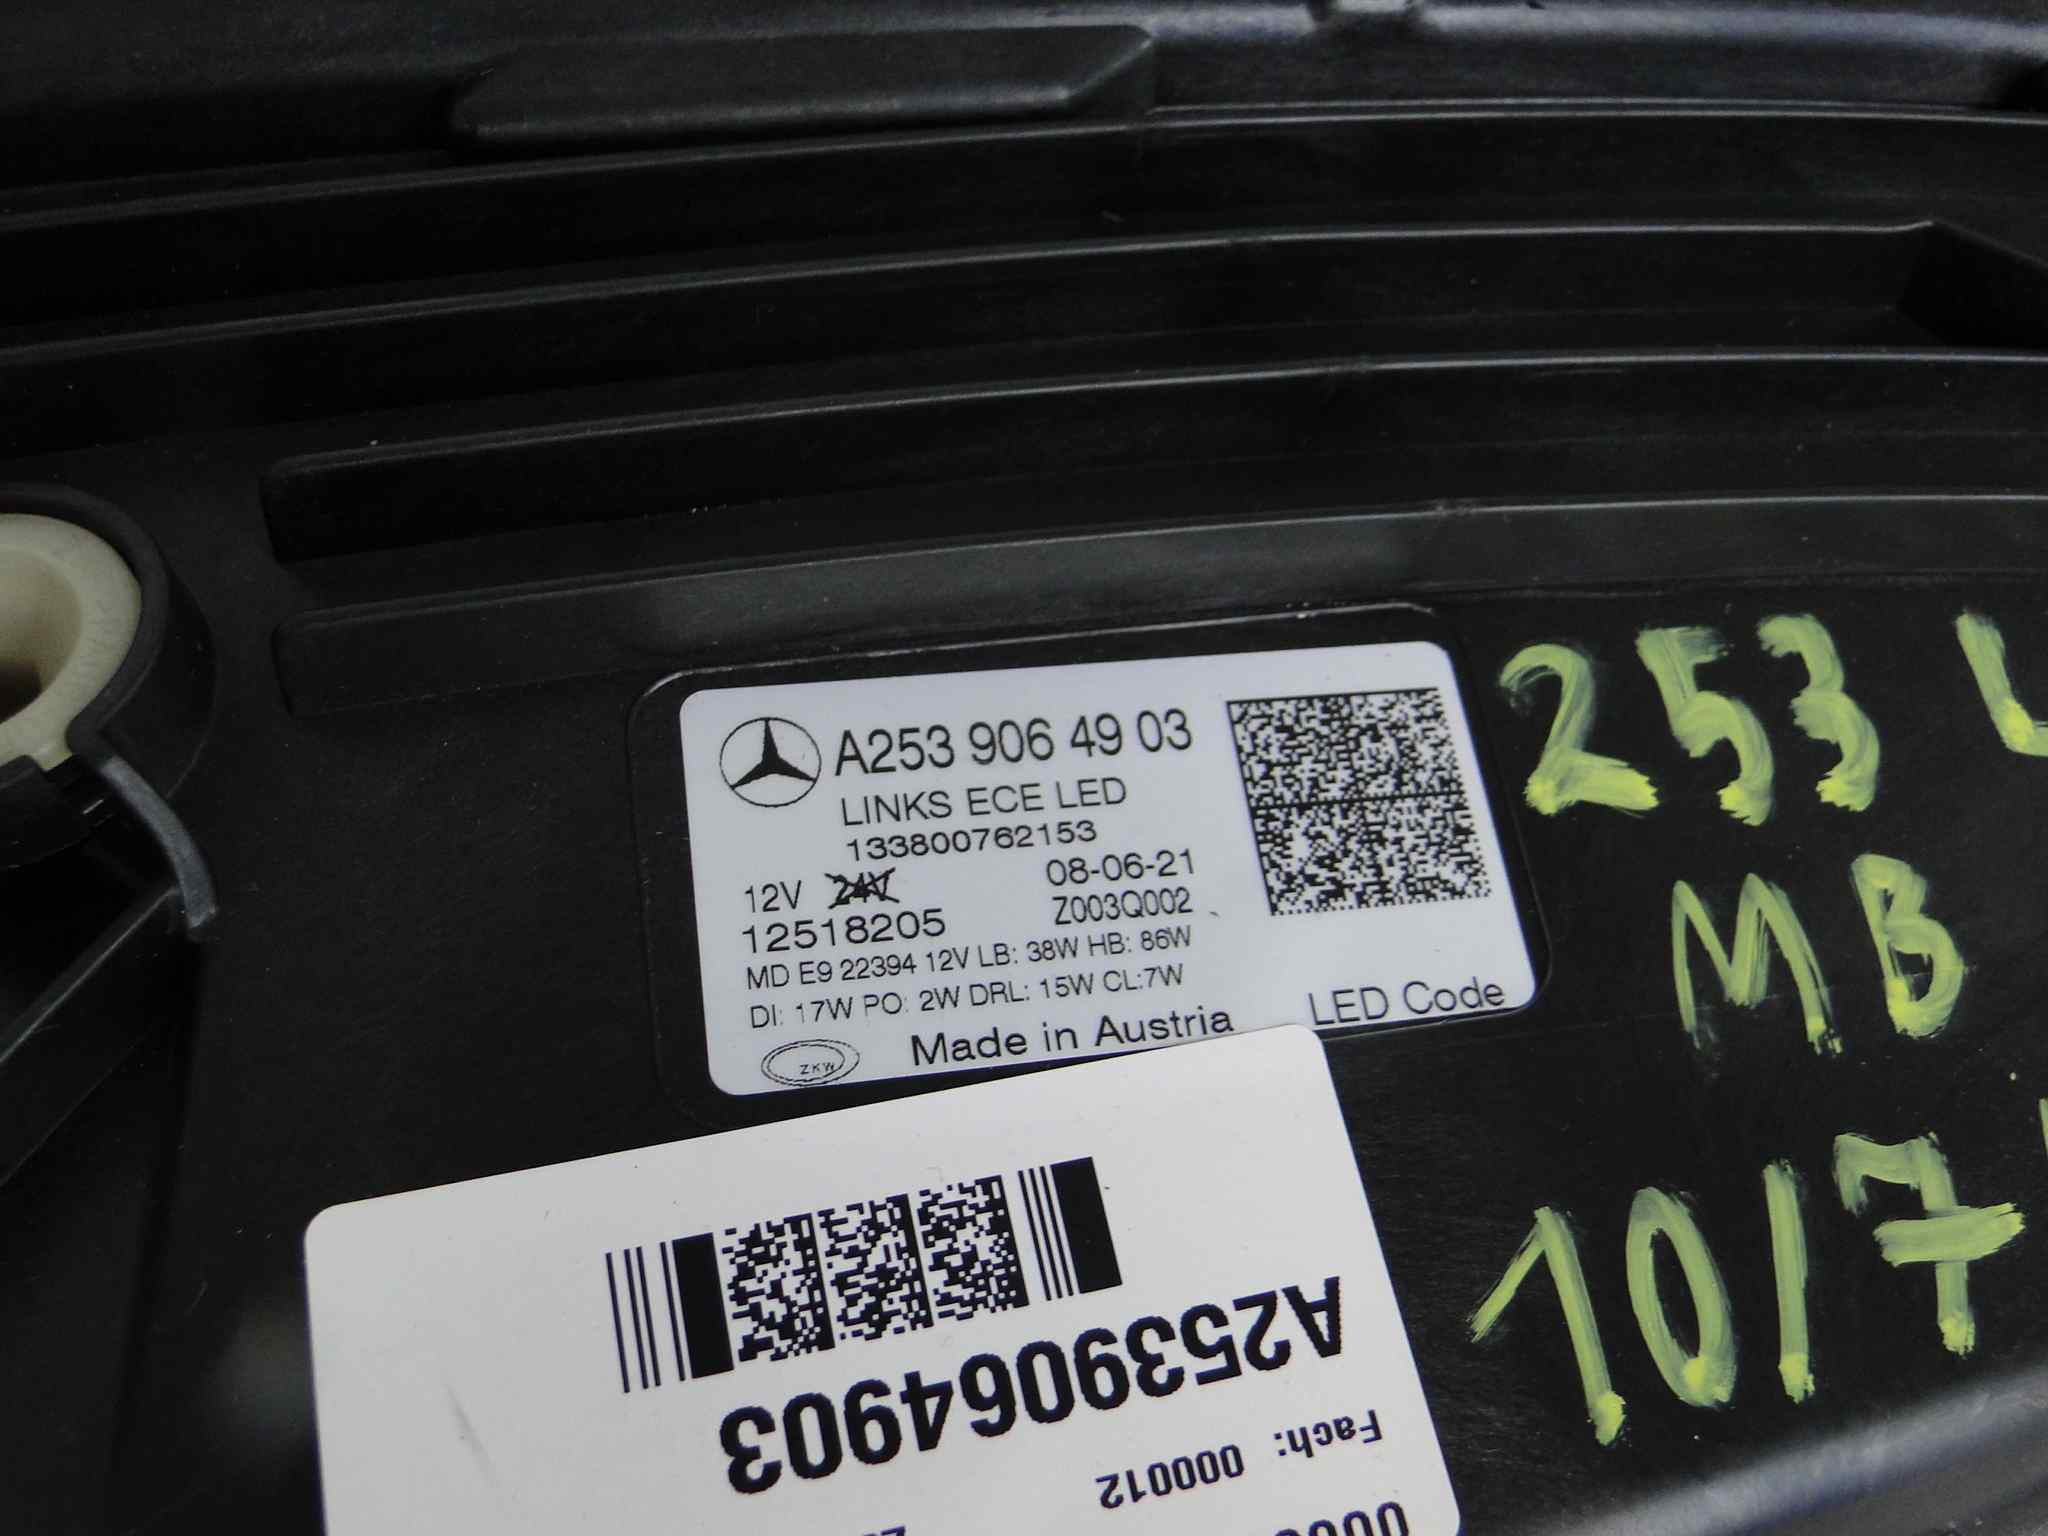 A253 906 49 03
LINKS ECE LED
133800762153
12V 24V 08-06-21
12518205 Z003Q002
MD E9 22394 12V LB: 38W HB: 86W
DI: 17W PO: 2W DRL: 15W CL:7W
Made in Austria LED Code
ZKW
253 L
MB
10/7
A2539064903
Fach: 000012